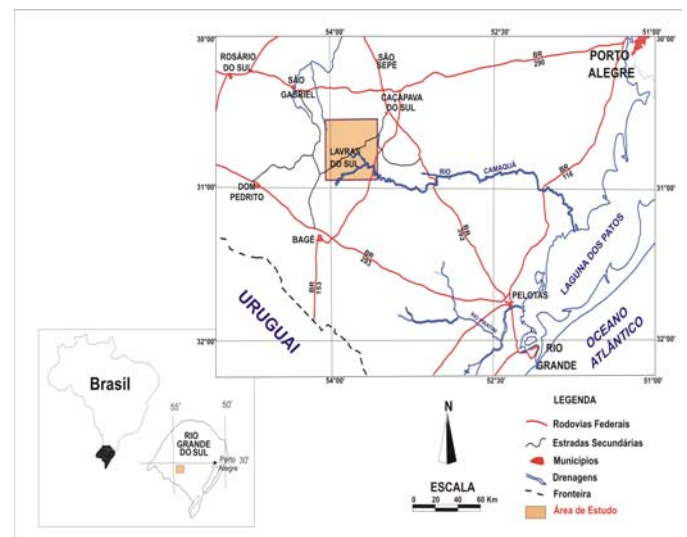 54°00'
52°30'
51°00'
30°00'
30°00'
ROSÁRIO
DO SUL
SÃO
SEPÉ
SÃO
GABRIEL
CAÇAPAVA
DO SUL
BR
290
PORTO
ALEGRE
LAVRAS
DO SUL
RIO
CAMAQUÃ
BR
116
DOM
PEDRITO
31°00'
31°00'
BAGÉ
BR
293
BR
392
BR
153
LAGUNA DOS PATOS
URUGUAI
PELOTAS
OCEANO
ATLÂNTICO
32°00'
32°00'
RIO
GRANDE
54°00'
52°30'
51°00'
Brasil
55°
50°
RIO
GRANDE
DO SUL
Porto
Alegre
30°
N
ESCALA
0 20 40 60 Km
LEGENDA
Rodovias Federais
Estradas Secundárias
Municípios
Drenagens
Fronteira
Área de Estudo